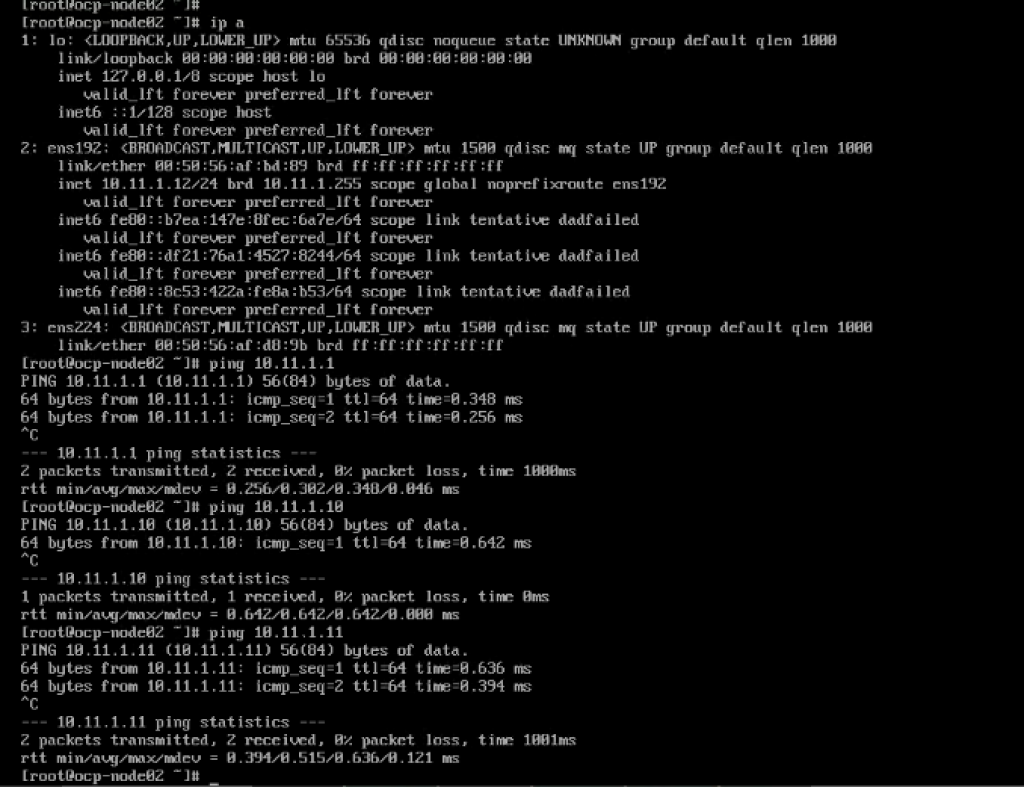 [root@ocp-node02 ~]#
[root@ocp-node02 ~]# ip a
1: lo: <LOOPBACK,UP,LOWER_UP> mtu 65536 qdisc noqueue state UNKNOWN group default qlen 1000
    link/loopback 00:00:00:00:00:00 brd 00:00:00:00:00:00
    inet 127.0.0.1/8 scope host lo
       valid_lft forever preferred_lft forever
    inet6 ::1/128 scope host
       valid_lft forever preferred_lft forever
2: ens192: <BROADCAST,MULTICAST,UP,LOWER_UP> mtu 1500 qdisc mq state UP group default qlen 1000
    link/ether 00:50:56:af:bd:89 brd ff:ff:ff:ff:ff:ff
    inet 10.11.1.12/24 brd 10.11.1.255 scope global noprefixroute ens192
       valid_lft forever preferred_lft forever
    inet6 fe80::b7ea:147e:8fec:6a7e/64 scope link tentative dadfailed
       valid_lft forever preferred_lft forever
    inet6 fe80::df21:76a1:4527:8244/64 scope link tentative dadfailed
       valid_lft forever preferred_lft forever
    inet6 fe80::8c53:422a:fe8a:b53/64 scope link tentative dadfailed
       valid_lft forever preferred_lft forever
3: ens224: <BROADCAST,MULTICAST,UP,LOWER_UP> mtu 1500 qdisc mq state UP group default qlen 1000
    link/ether 00:50:56:af:d8:9b brd ff:ff:ff:ff:ff:ff
[root@ocp-node02 ~]# ping 10.11.1.1
PING 10.11.1.1 (10.11.1.1) 56(84) bytes of data.
64 bytes from 10.11.1.1: icmp_seq=1 ttl=64 time=0.348 ms
64 bytes from 10.11.1.1: icmp_seq=2 ttl=64 time=0.256 ms
^C
--- 10.11.1.1 ping statistics ---
2 packets transmitted, 2 received, 0% packet loss, time 1000ms
rtt min/avg/max/mdev = 0.256/0.302/0.348/0.046 ms
[root@ocp-node02 ~]# ping 10.11.1.10
PING 10.11.1.10 (10.11.1.10) 56(84) bytes of data.
64 bytes from 10.11.1.10: icmp_seq=1 ttl=64 time=0.642 ms
^C
--- 10.11.1.10 ping statistics ---
1 packets transmitted, 1 received, 0% packet loss, time 0ms
rtt min/avg/max/mdev = 0.642/0.642/0.642/0.000 ms
[root@ocp-node02 ~]# ping 10.11.1.11
PING 10.11.1.11 (10.11.1.11) 56(84) bytes of data.
64 bytes from 10.11.1.11: icmp_seq=1 ttl=64 time=0.636 ms
64 bytes from 10.11.1.11: icmp_seq=2 ttl=64 time=0.394 ms
^C
--- 10.11.1.11 ping statistics ---
2 packets transmitted, 2 received, 0% packet loss, time 1001ms
rtt min/avg/max/mdev = 0.394/0.515/0.636/0.121 ms
[root@ocp-node02 ~]# _